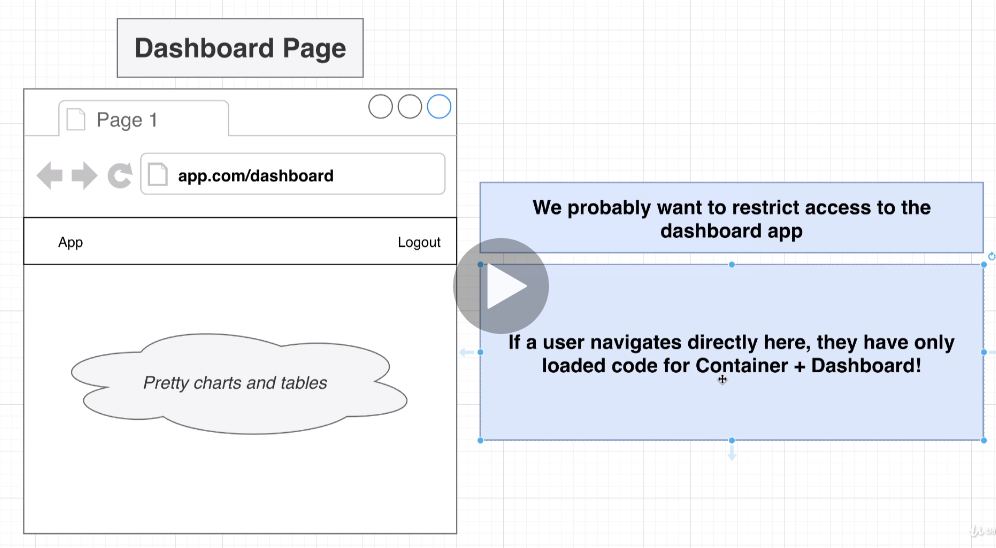 Dashboard Page
Page 1
app.com/dashboard
App
Logout
Pretty charts and tables
We probably want to restrict access to the
dashboard app
If a user navigates directly here, they have only
loaded code for Container + Dashboard!